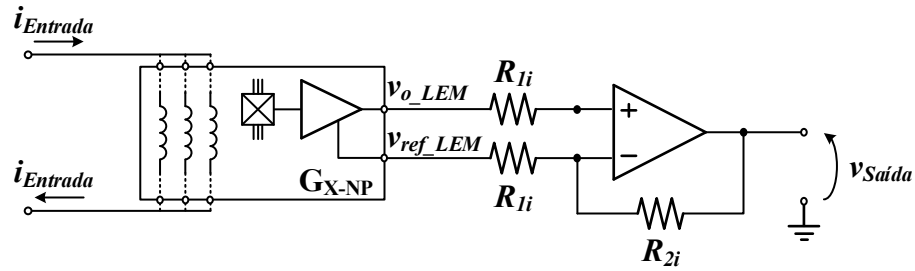 i_Entrada
v_o_LEM
R_1i
+
v_ref_LEM
−
i_Entrada
G_X-NP
R_1i
v_Saída
R_2i